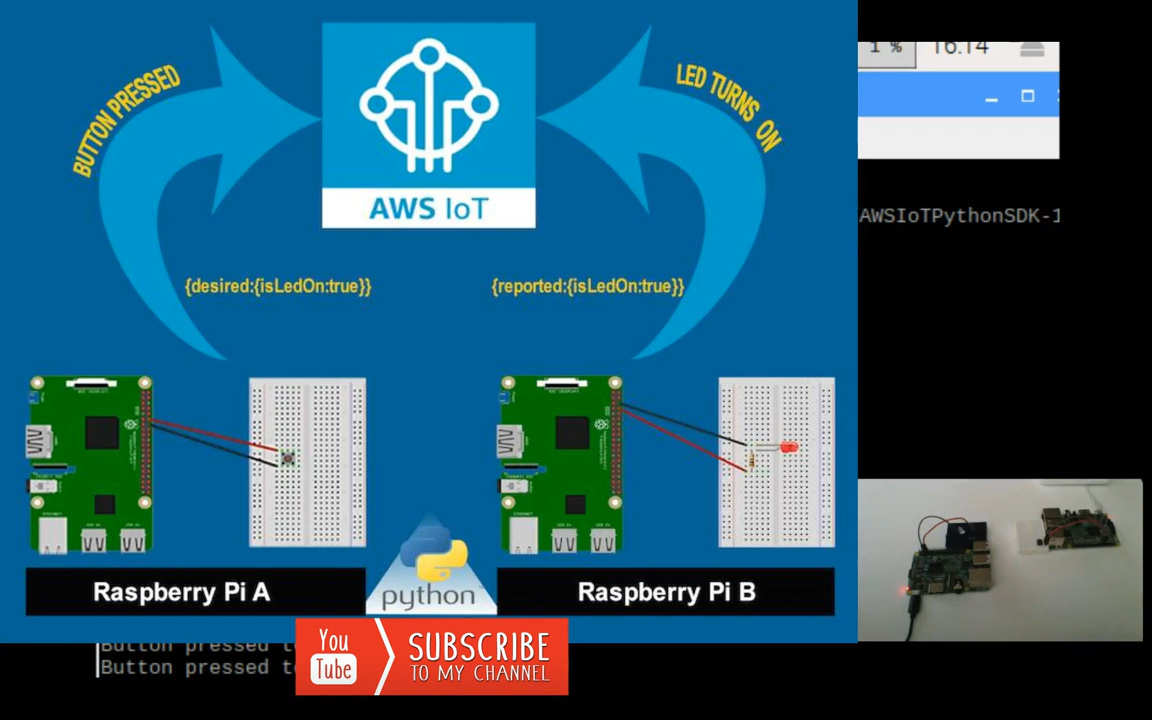 1 %
16:14
BUTTON PRESSED
LED TURNS ON
AWS IoT
AWSIoTPythonSDK-1
{desired:{isLedOn:true}}
{reported:{isLedOn:true}}
Raspberry Pi A
python
Raspberry Pi B
Button pressed t
Button pressed t
You
Tube
SUBSCRIBE
TO MY CHANNEL